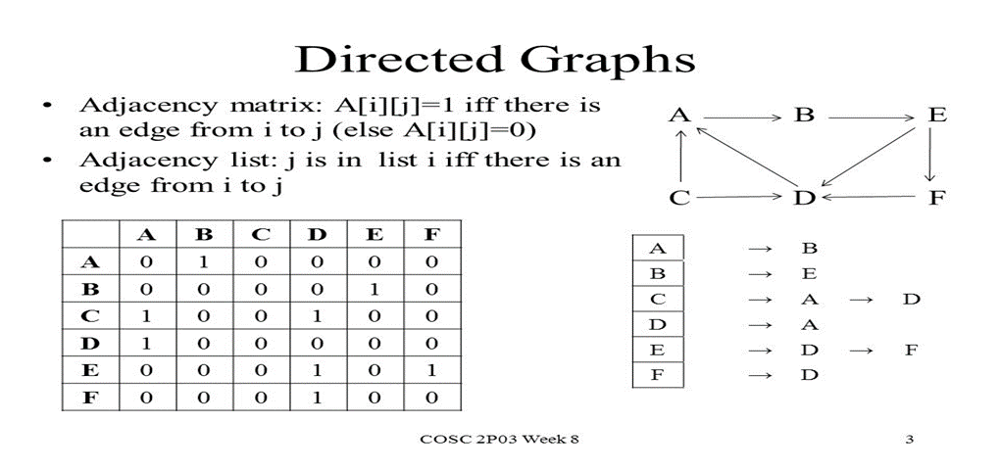 Directed Graphs
• Adjacency matrix: A[i][j]=1 iff there is
an edge from i to j (else A[i][j]=0)
• Adjacency list: j is in list i iff there is an
edge from i to j
A → B → E
C → D ← F
A B C D E F
A 0 1 0 0 0 0
B 0 0 0 0 1 0
C 1 0 0 1 0 0
D 1 0 0 0 0 0
E 0 0 0 1 0 1
F 0 0 0 1 0 0
A → B
B → E
C → A → D
D → A
E → D → F
F → D
COSC 2P03 Week 8
3